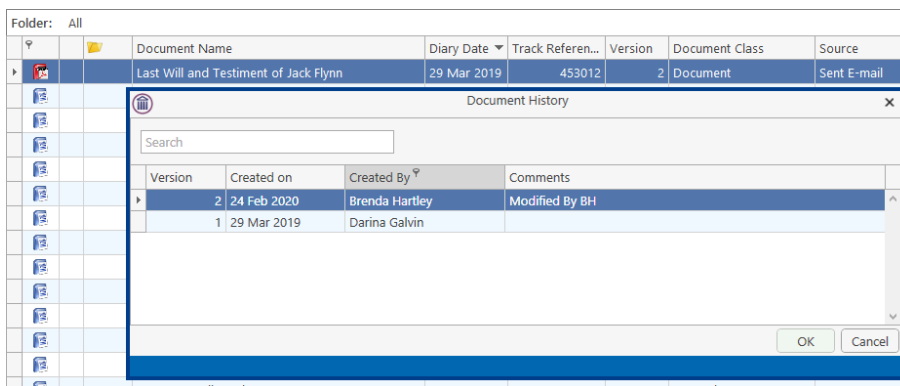 Folder: All
Document Name Diary Date Track Referen... Version Document Class Source
Last Will and Testiment of Jack Flynn 29 Mar 2019 453012 2 Document Sent E-mail
Document History
Search
Version Created on Created By Comments
2 24 Feb 2020 Brenda Hartley Modified By BH
1 29 Mar 2019 Darina Galvin
OK Cancel